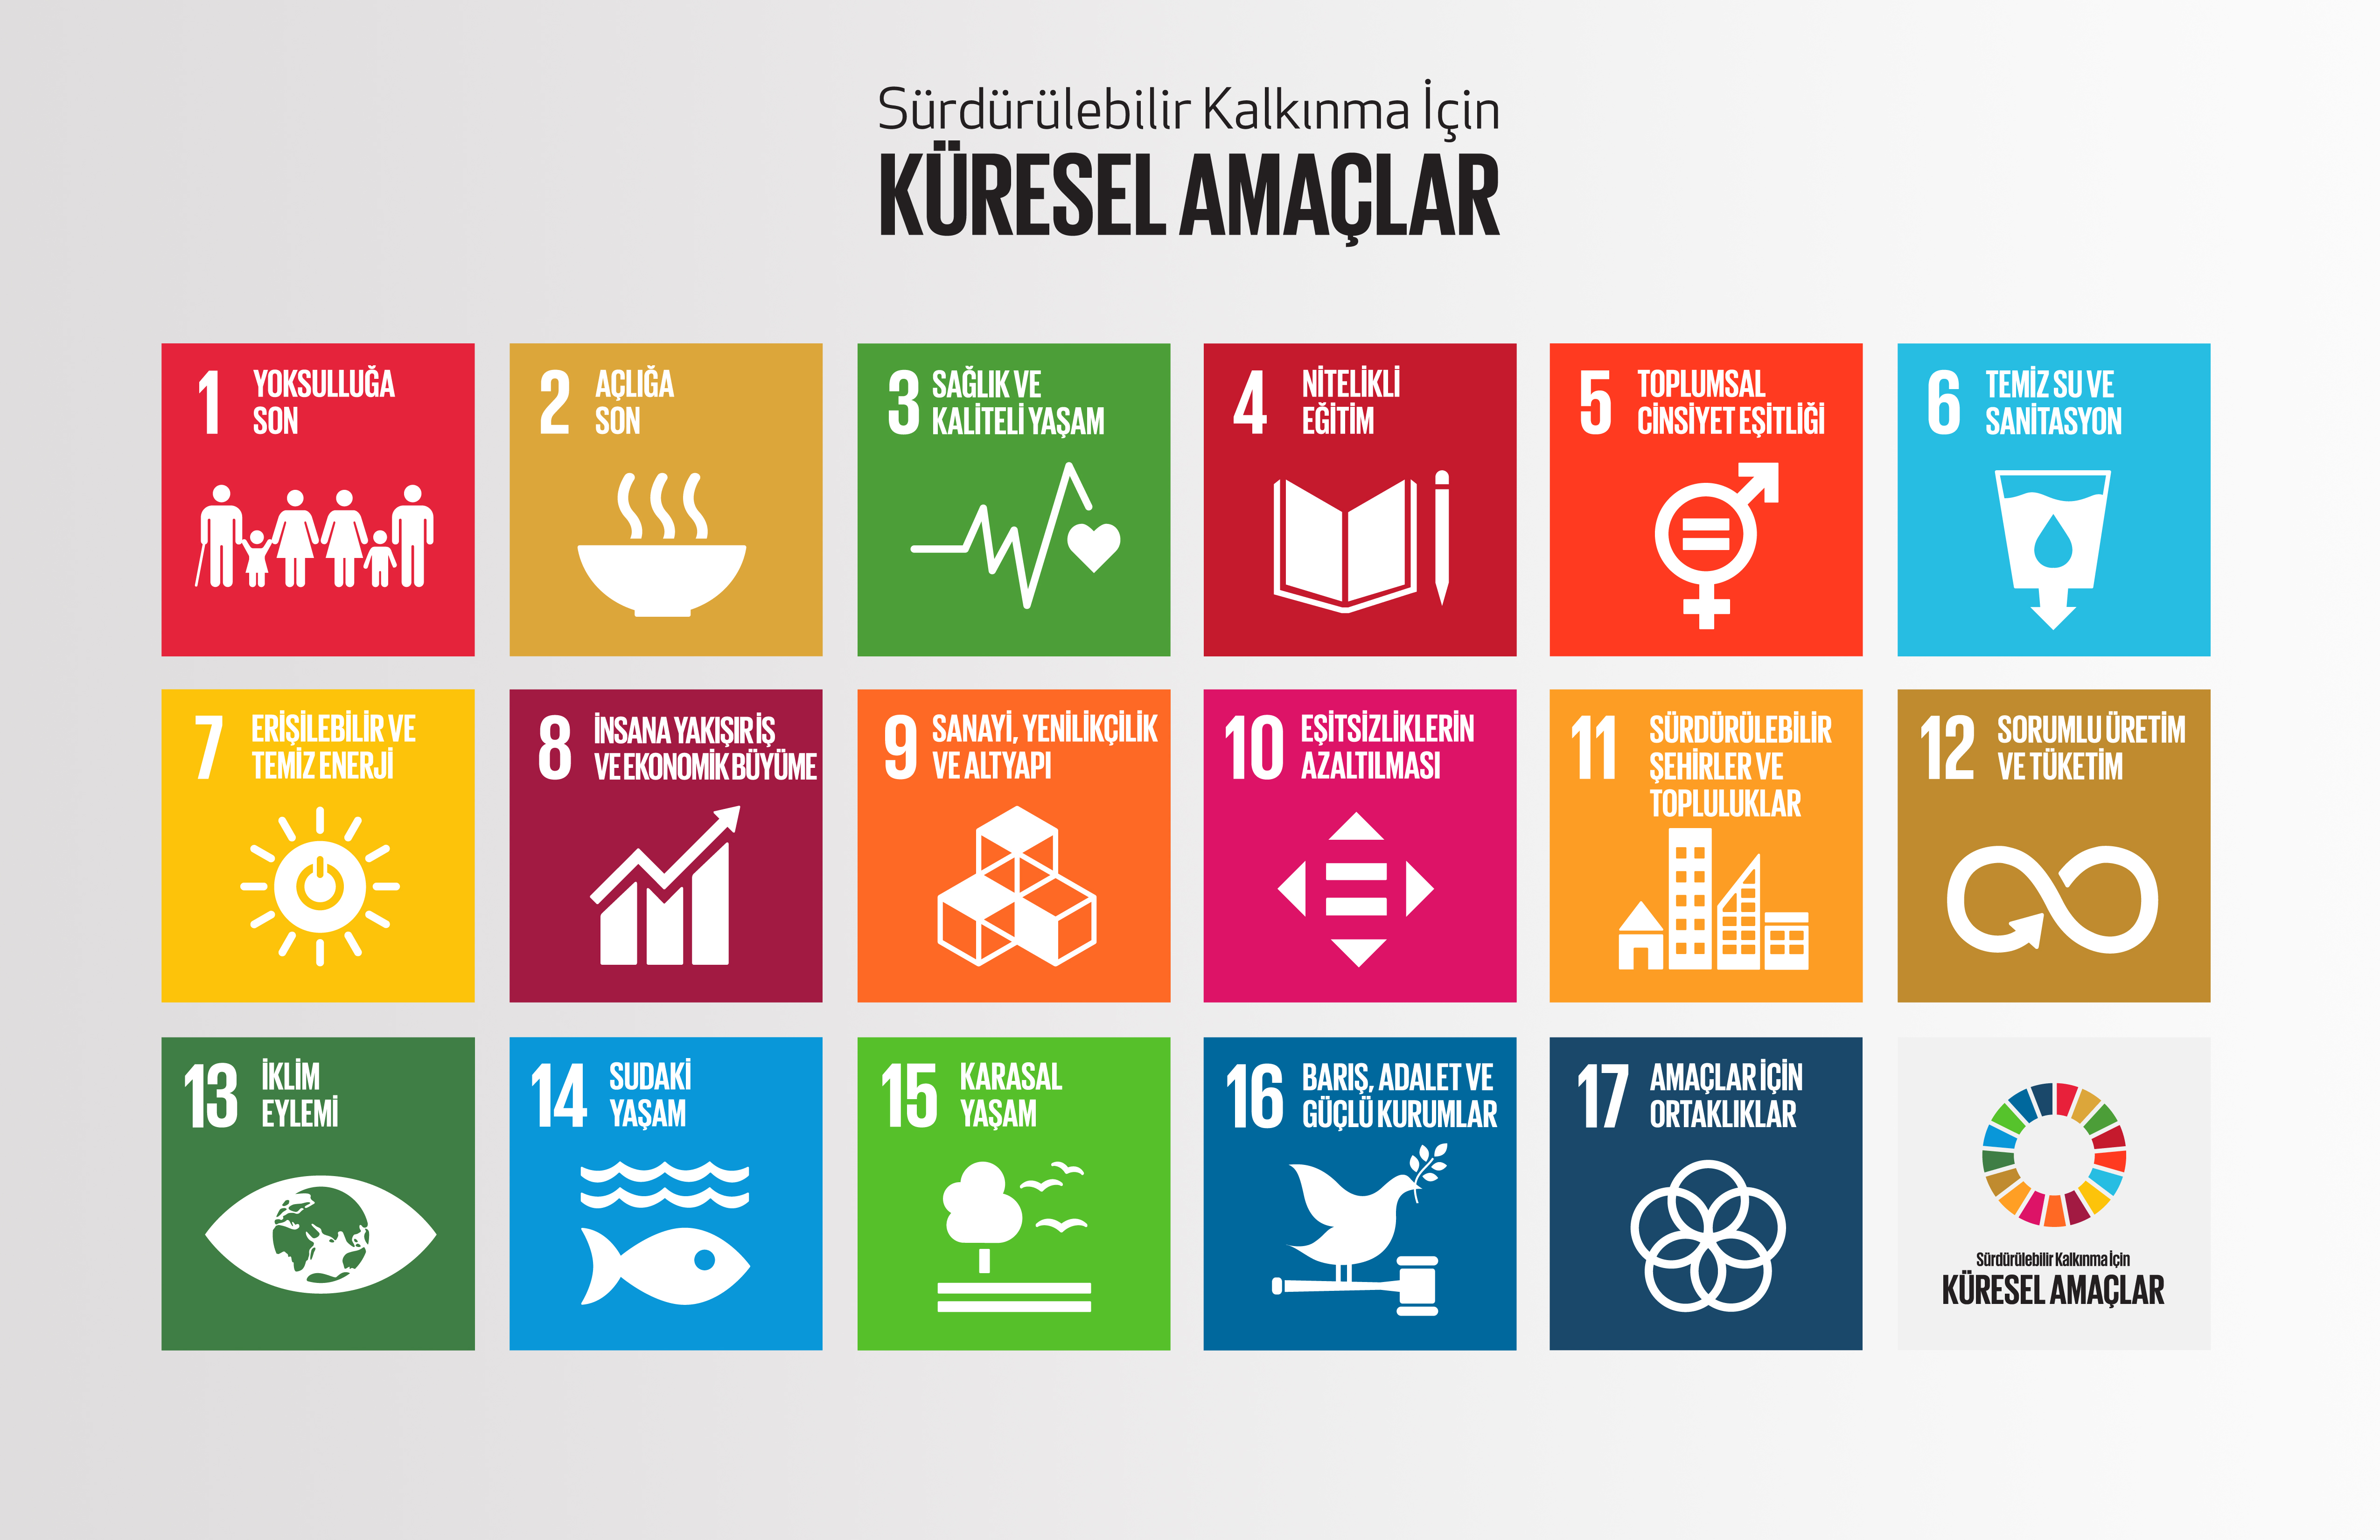 Sürdürülebilir Kalkınma İçin
KÜRESEL AMAÇLAR
1 YOKSULLUĞA
SON
2 AÇLIĞA
SON
3 SAĞLIK VE
KALİTELİ YAŞAM
4 NİTELİKLİ
EĞİTİM
5 TOPLUMSAL
CİNSİYET EŞİTLİĞİ
6 TEMİZ SU VE
SANİTASYON
7 ERİŞİLEBİLİR VE
TEMİZ ENERJİ
8 İNSANA YAKIŞIR İŞ
VE EKONOMİK BÜYÜME
9 SANAYİ, YENİLİKÇİLİK
VE ALTYAPI
10 EŞİTSİZLİKLERİN
AZALTILMASI
11 SÜRDÜRÜLEBİLİR
ŞEHİRLER VE
TOPLULUKLAR
12 SORUMLU ÜRETİM
VE TÜKETİM
13 İKLİM
EYLEMİ
14 SUDAKİ
YAŞAM
15 KARASAL
YAŞAM
16 BARIŞ, ADALET VE
GÜÇLÜ KURUMLAR
17 AMAÇLAR İÇİN
ORTAKLIKLAR
Sürdürülebilir Kalkınma İçin
KÜRESEL AMAÇLAR